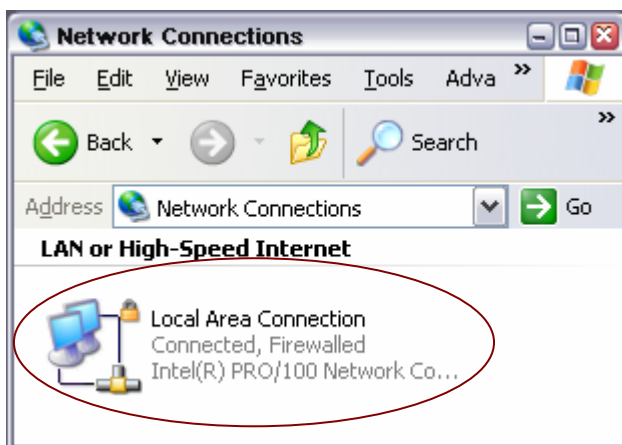 Network Connections
File Edit View Favorites Tools Adva »
Back Search »
Address Network Connections Go
LAN or High-Speed Internet
Local Area Connection
Connected, Firewalled
Intel(R) PRO/100 Network Co...